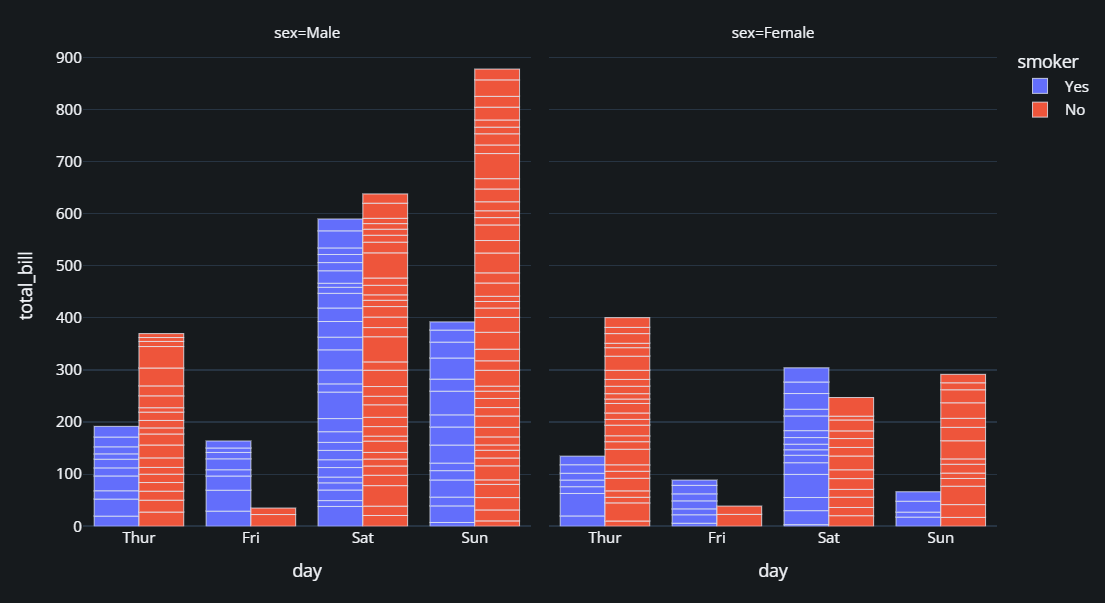 sex=Male
sex=Female
smoker
Yes
No
total_bill
900
800
700
600
500
400
300
200
100
0
Thur Fri Sat Sun
Thur Fri Sat Sun
day
day